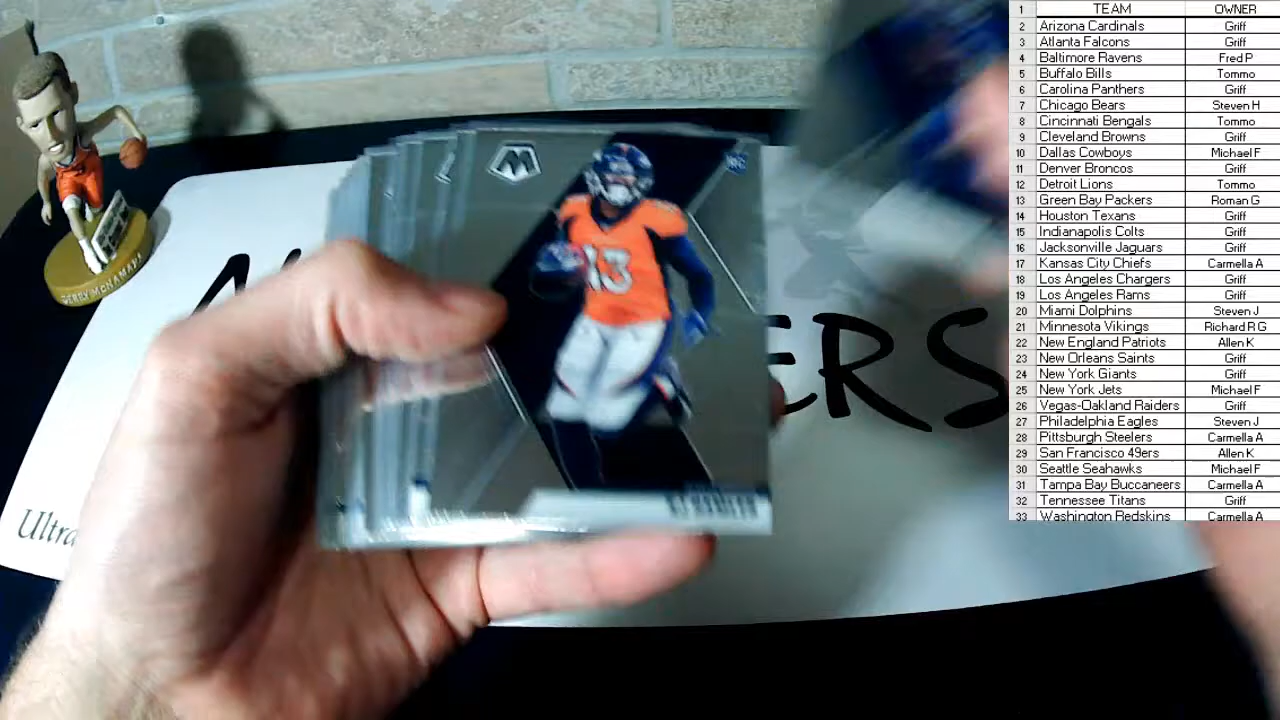 1 TEAM OWNER
2 Arizona Cardinals Griff
3 Atlanta Falcons Griff
4 Baltimore Ravens Fred P
5 Buffalo Bills Tommo
6 Carolina Panthers Griff
7 Chicago Bears Steven H
8 Cincinnati Bengals Tommo
9 Cleveland Browns Griff
10 Dallas Cowboys Michael F
11 Denver Broncos Griff
12 Detroit Lions Tommo
13 Green Bay Packers Roman G
14 Houston Texans Griff
15 Indianapolis Colts Griff
16 Jacksonville Jaguars Griff
17 Kansas City Chiefs Carmella A
18 Los Angeles Chargers Griff
19 Los Angeles Rams Griff
20 Miami Dolphins Steven J
21 Minnesota Vikings Richard R G
22 New England Patriots Allen K
23 New Orleans Saints Griff
24 New York Giants Griff
25 New York Jets Michael F
26 Vegas-Oakland Raiders Griff
27 Philadelphia Eagles Steven J
28 Pittsburgh Steelers Carmella A
29 San Francisco 49ers Allen K
30 Seattle Seahawks Michael F
31 Tampa Bay Buccaneers Carmella A
32 Tennessee Titans Griff
33 Washington Redskins Carmella A
M
RC
13
ERS
Ultra